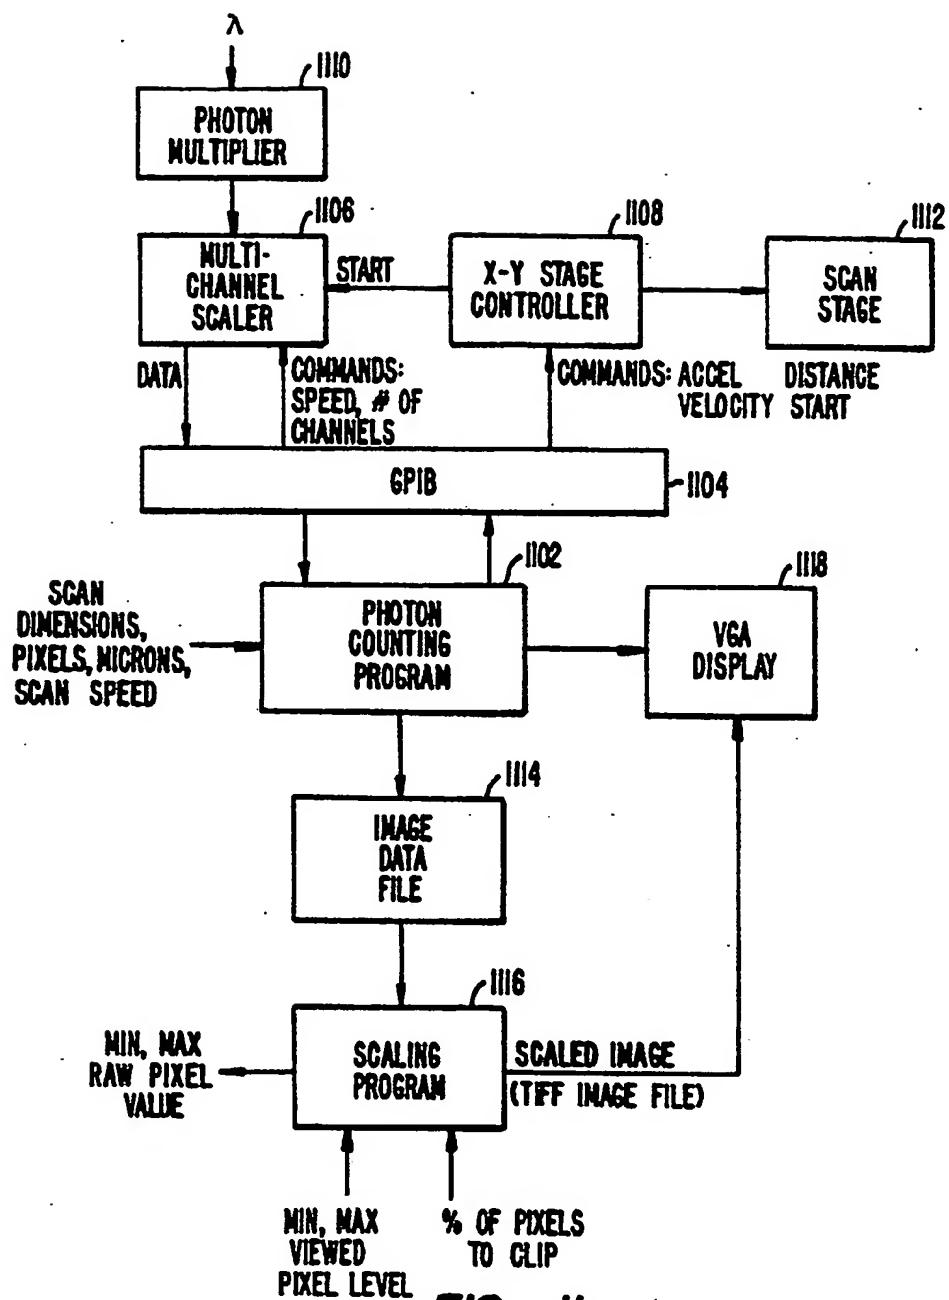 λ
1110
PHOTON
MULTIPLIER
1106
MULTI-
CHANNEL
SCALER
START
1108
X-Y STAGE
CONTROLLER
1112
SCAN
STAGE
DATA
COMMANDS:
SPEED, # OF
CHANNELS
COMMANDS: ACCEL DISTANCE
VELOCITY START
GPIB
1104
1102
SCAN
DIMENSIONS,
PIXELS, MICRONS,
SCAN SPEED
PHOTON
COUNTING
PROGRAM
1118
VGA
DISPLAY
1114
IMAGE
DATA
FILE
1116
MIN, MAX
RAW PIXEL
VALUE
SCALING
PROGRAM
SCALED IMAGE
(TIFF IMAGE FILE)
MIN, MAX
VIEWED
PIXEL LEVEL
% OF PIXELS
TO CLIP